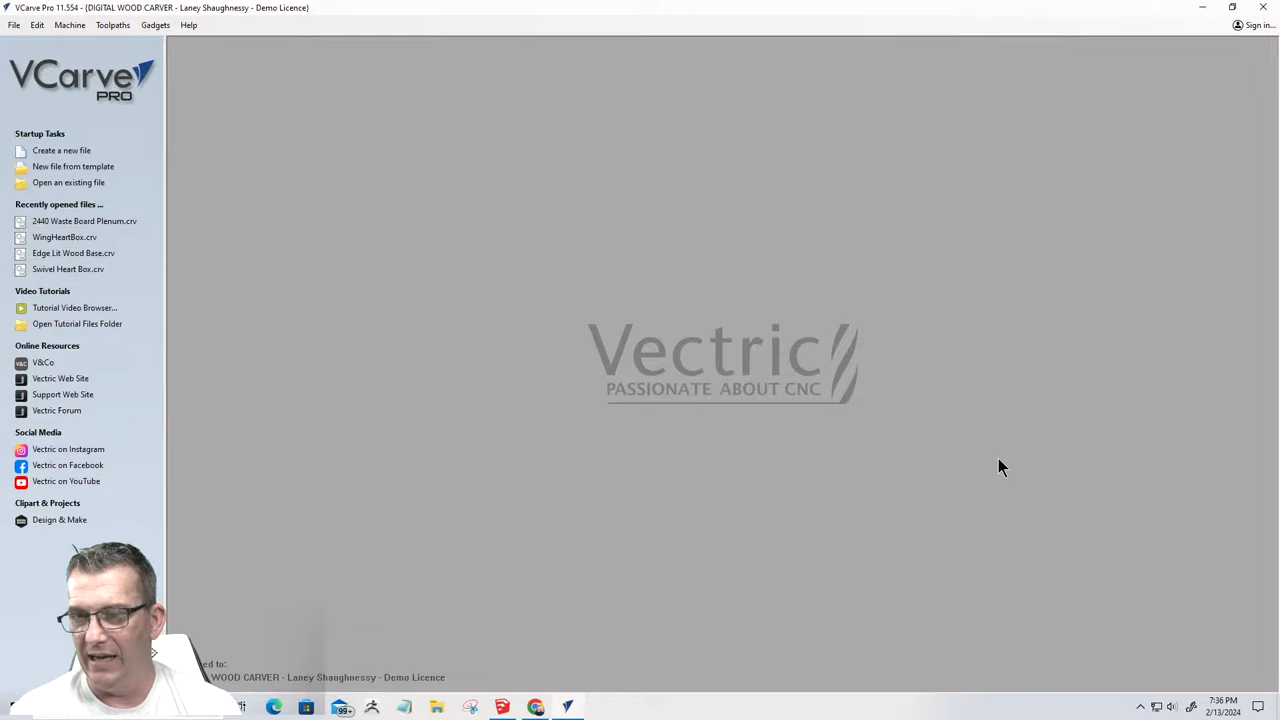 VCarve Pro 11.554 - {DIGITAL WOOD CARVER - Laney Shaughnessy - Demo Licence}
File Edit Machine Toolpaths Gadgets Help
Sign in...
VCarve
PRO
Startup Tasks
Create a new file
New file from template
Open an existing file
Recently opened files ...
2440 Waste Board Plenum.crv
WingHeartBox.crv
Edge Lit Wood Base.crv
Swivel Heart Box.crv
Video Tutorials
Tutorial Video Browser...
Open Tutorial Files Folder
Online Resources
V&C V&Co
Vectric Web Site
Support Web Site
Vectric Forum
Social Media
Vectric on Instagram
Vectric on Facebook
Vectric on YouTube
Clipart & Projects
Design & Make
Vectric
PASSIONATE ABOUT CNC
ed to:
WOOD CARVER - Laney Shaughnessy - Demo Licence
99+
7:36 PM
2/13/2024